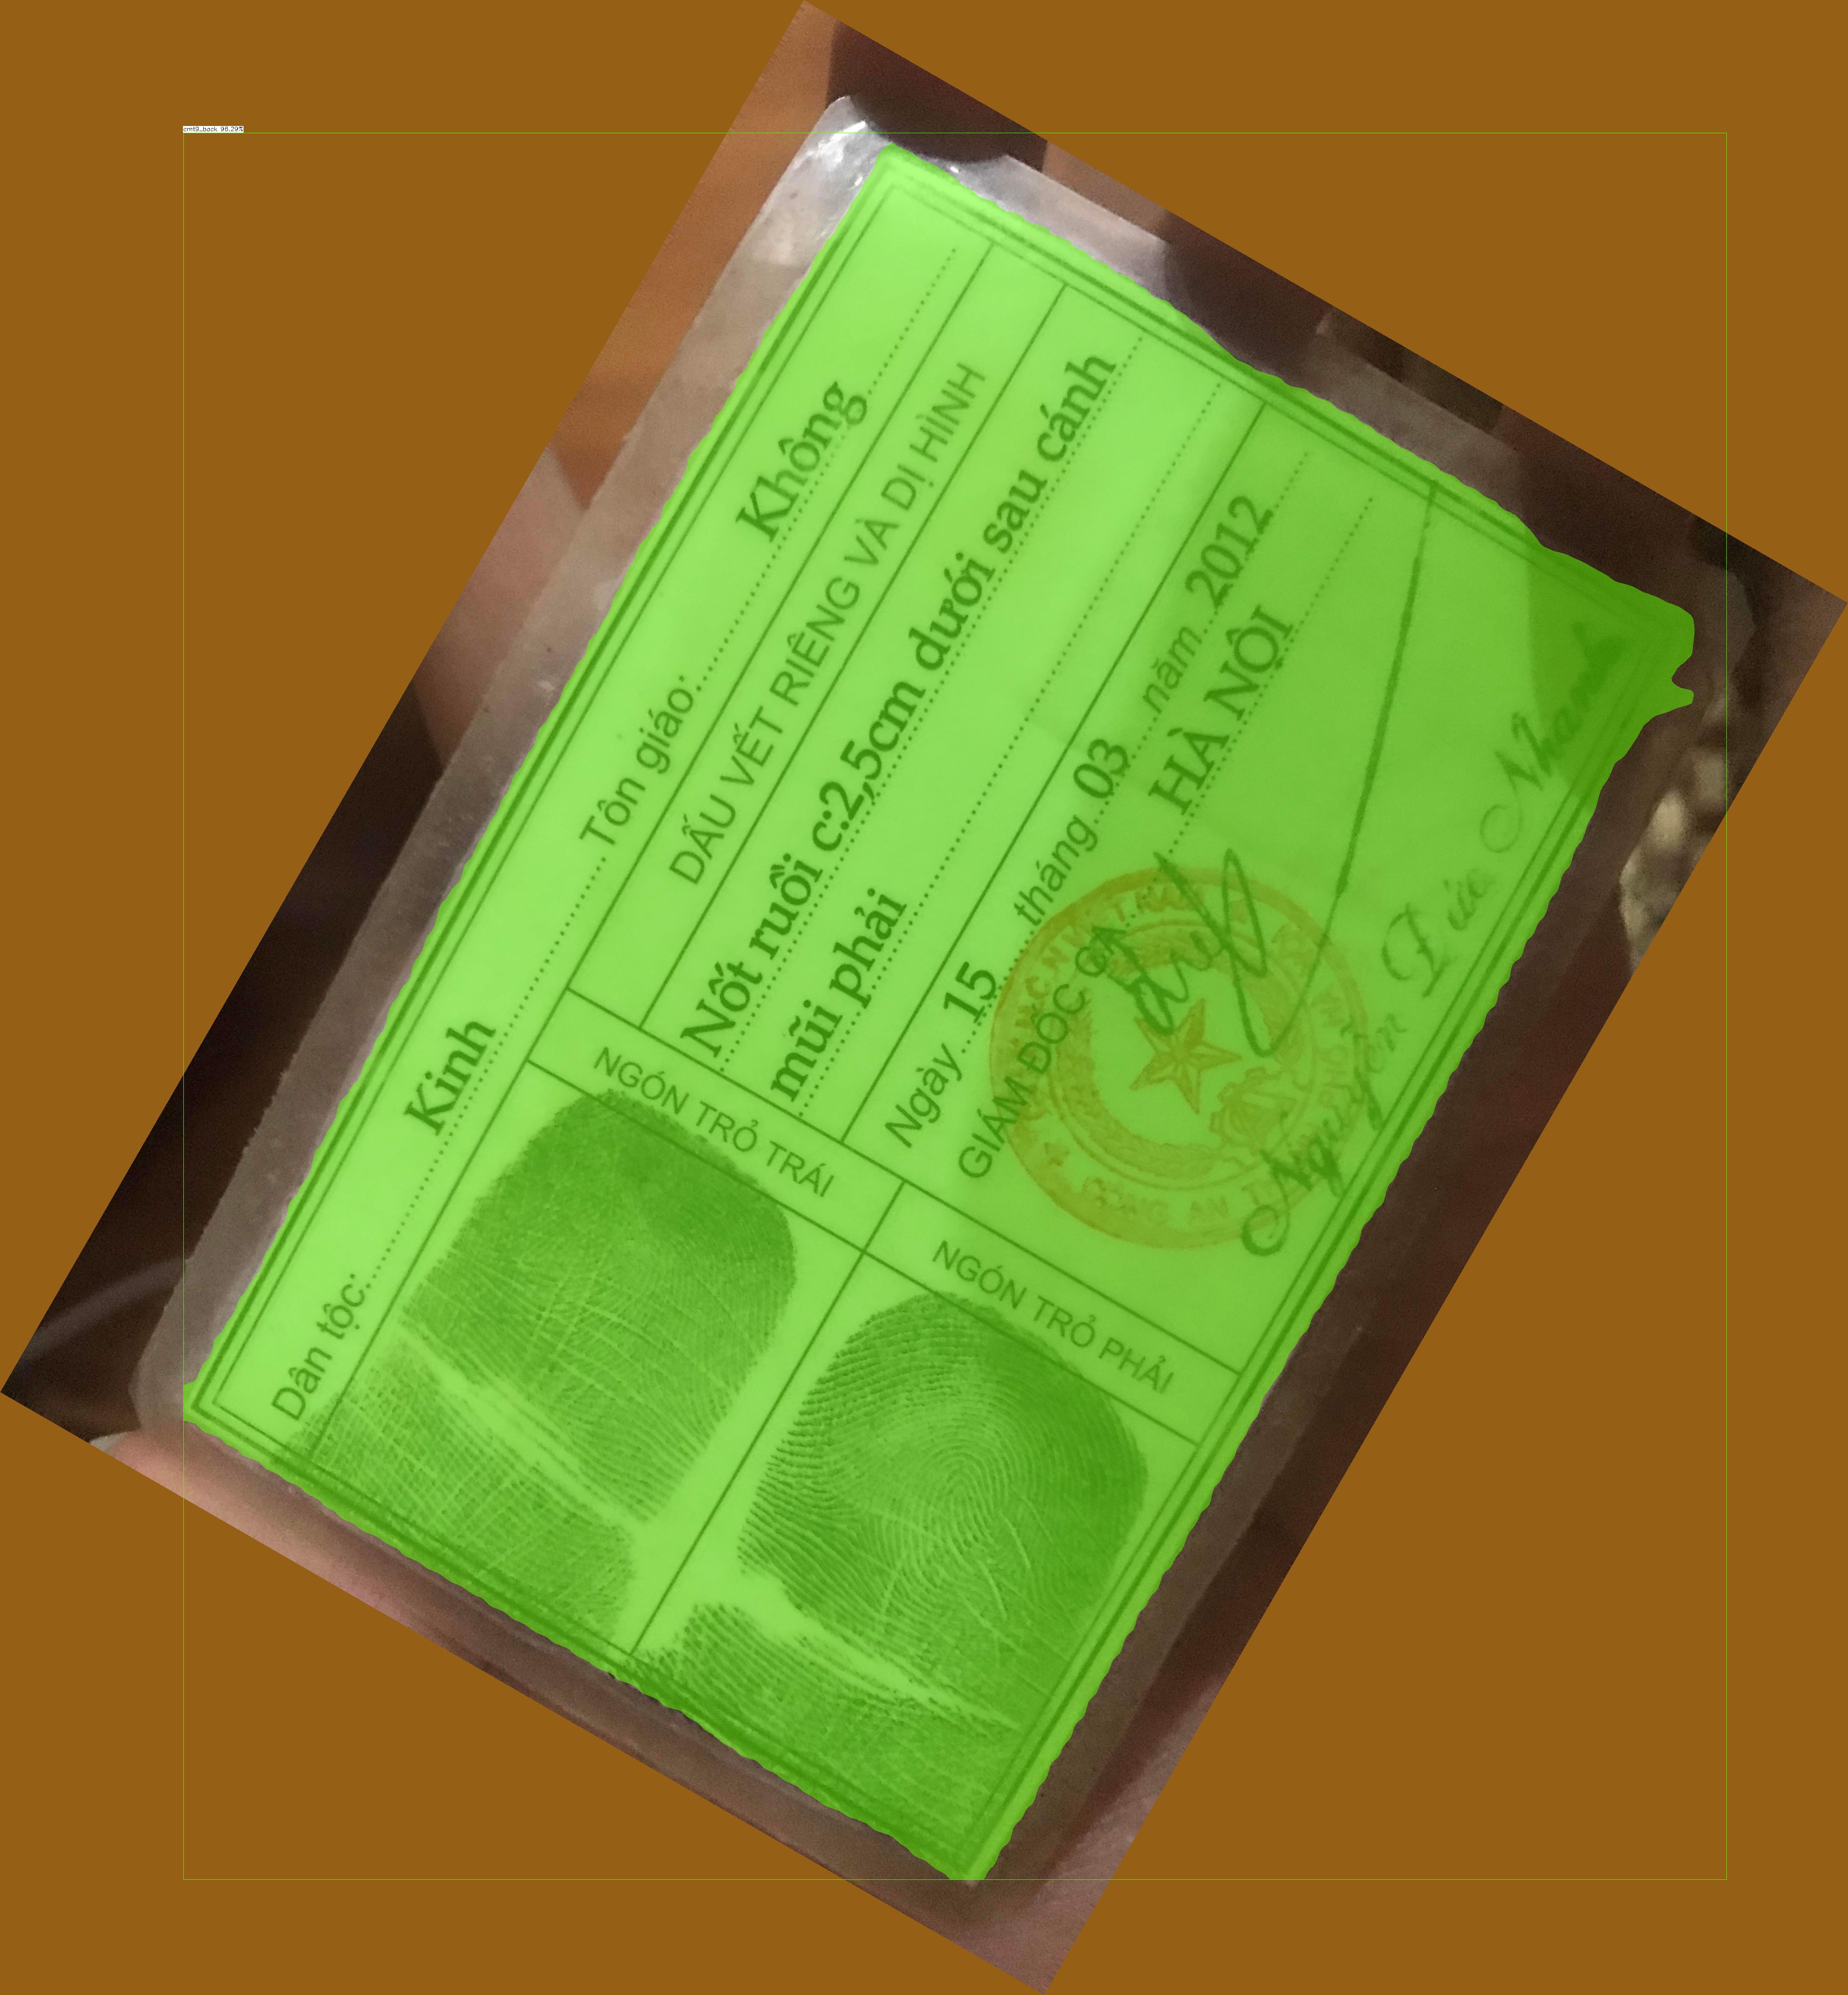 cmt9_back 96.29%
Dân tộc: Kinh Tôn giáo: Không
DẤU VẾT RIÊNG VÀ DỊ HÌNH
Nốt ruồi c:2,5cm dưới sau cánh
mũi phải
NGÓN TRỎ TRÁI
NGÓN TRỎ PHẢI
Ngày 15 tháng 03 năm 2012
GIÁM ĐỐC CA HÀ NỘI
CÔNG AN
Nguyễn Đức Nhanh